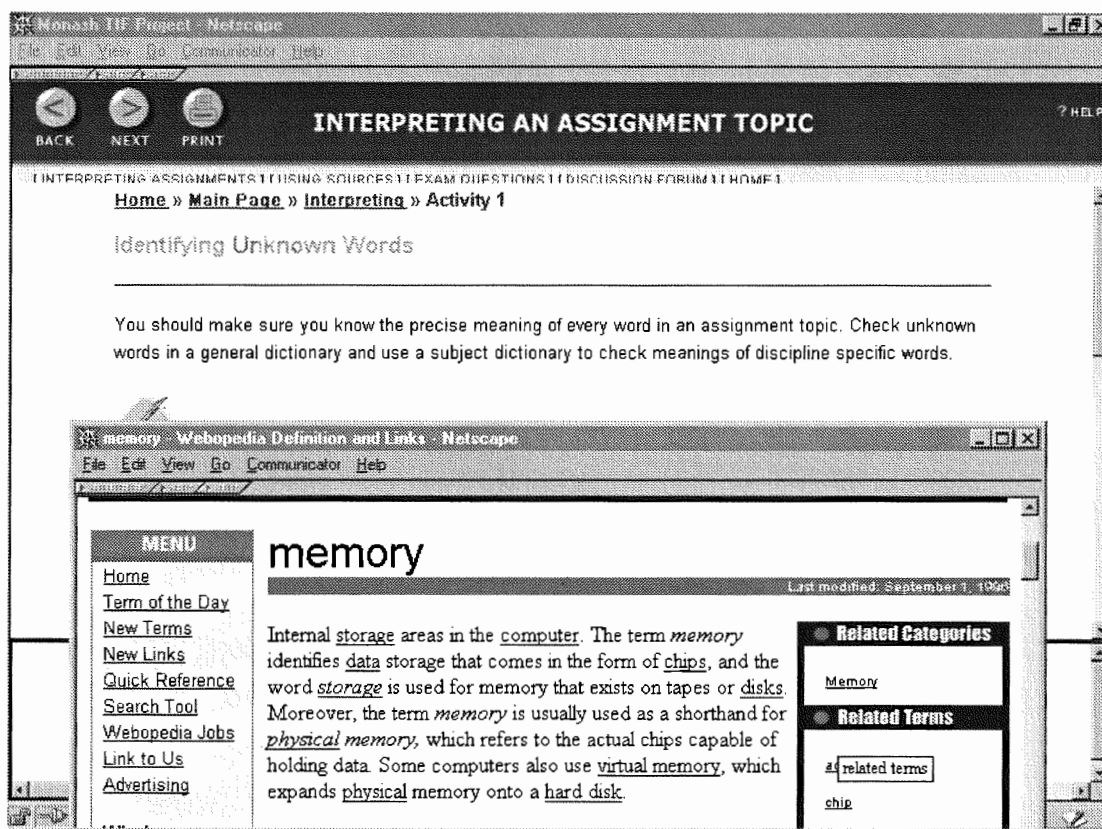 Monash TIF Project - Netscape
File Edit View Go Communicator Help
BACK NEXT PRINT
INTERPRETING AN ASSIGNMENT TOPIC
? HELP
[ INTERPRETING ASSIGNMENTS ] [ USING SOURCES ] [ EXAM QUESTIONS ] [ DISCUSSION FORUM ] [ HOME ]
Home » Main Page » Interpreting » Activity 1
Identifying Unknown Words
You should make sure you know the precise meaning of every word in an assignment topic. Check unknown
words in a general dictionary and use a subject dictionary to check meanings of discipline specific words.
memory - Webopedia Definition and Links - Netscape
File Edit View Go Communicator Help
MENU
Home
Term of the Day
New Terms
New Links
Quick Reference
Search Tool
Webopedia Jobs
Link to Us
Advertising
memory
Last modified: September 1, 1996
Internal storage areas in the computer. The term memory
identifies data storage that comes in the form of chips, and the
word storage is used for memory that exists on tapes or disks.
Moreover, the term memory is usually used as a shorthand for
physical memory, which refers to the actual chips capable of
holding data. Some computers also use virtual memory, which
expands physical memory onto a hard disk.
Related Categories
Memory
Related Terms
related terms
chip